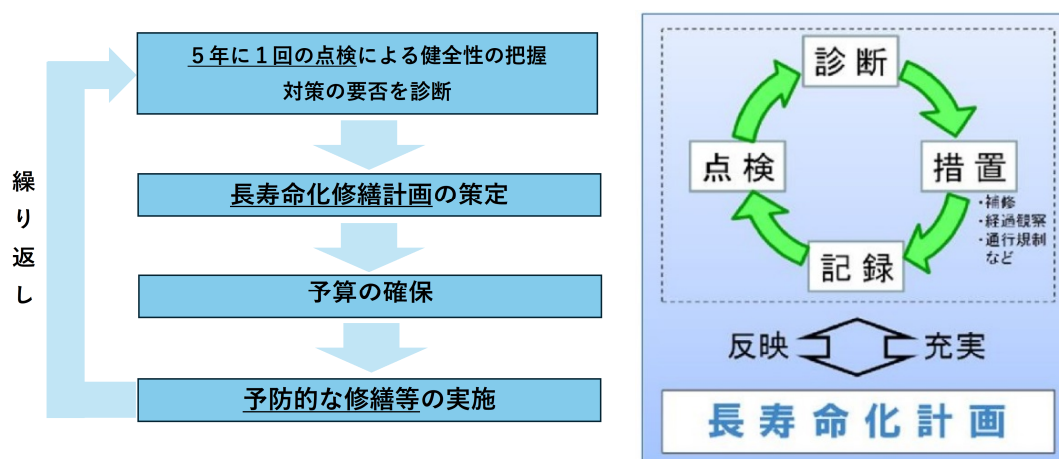 5年に1回の点検による健全性の把握
対策の要否を診断
長寿命化修繕計画の策定
予算の確保
予防的な修繕等の実施
繰り返し
診断
点検
措置
・補修
・経過観察
・通行規制
など
記録
反映
充実
長寿命化計画